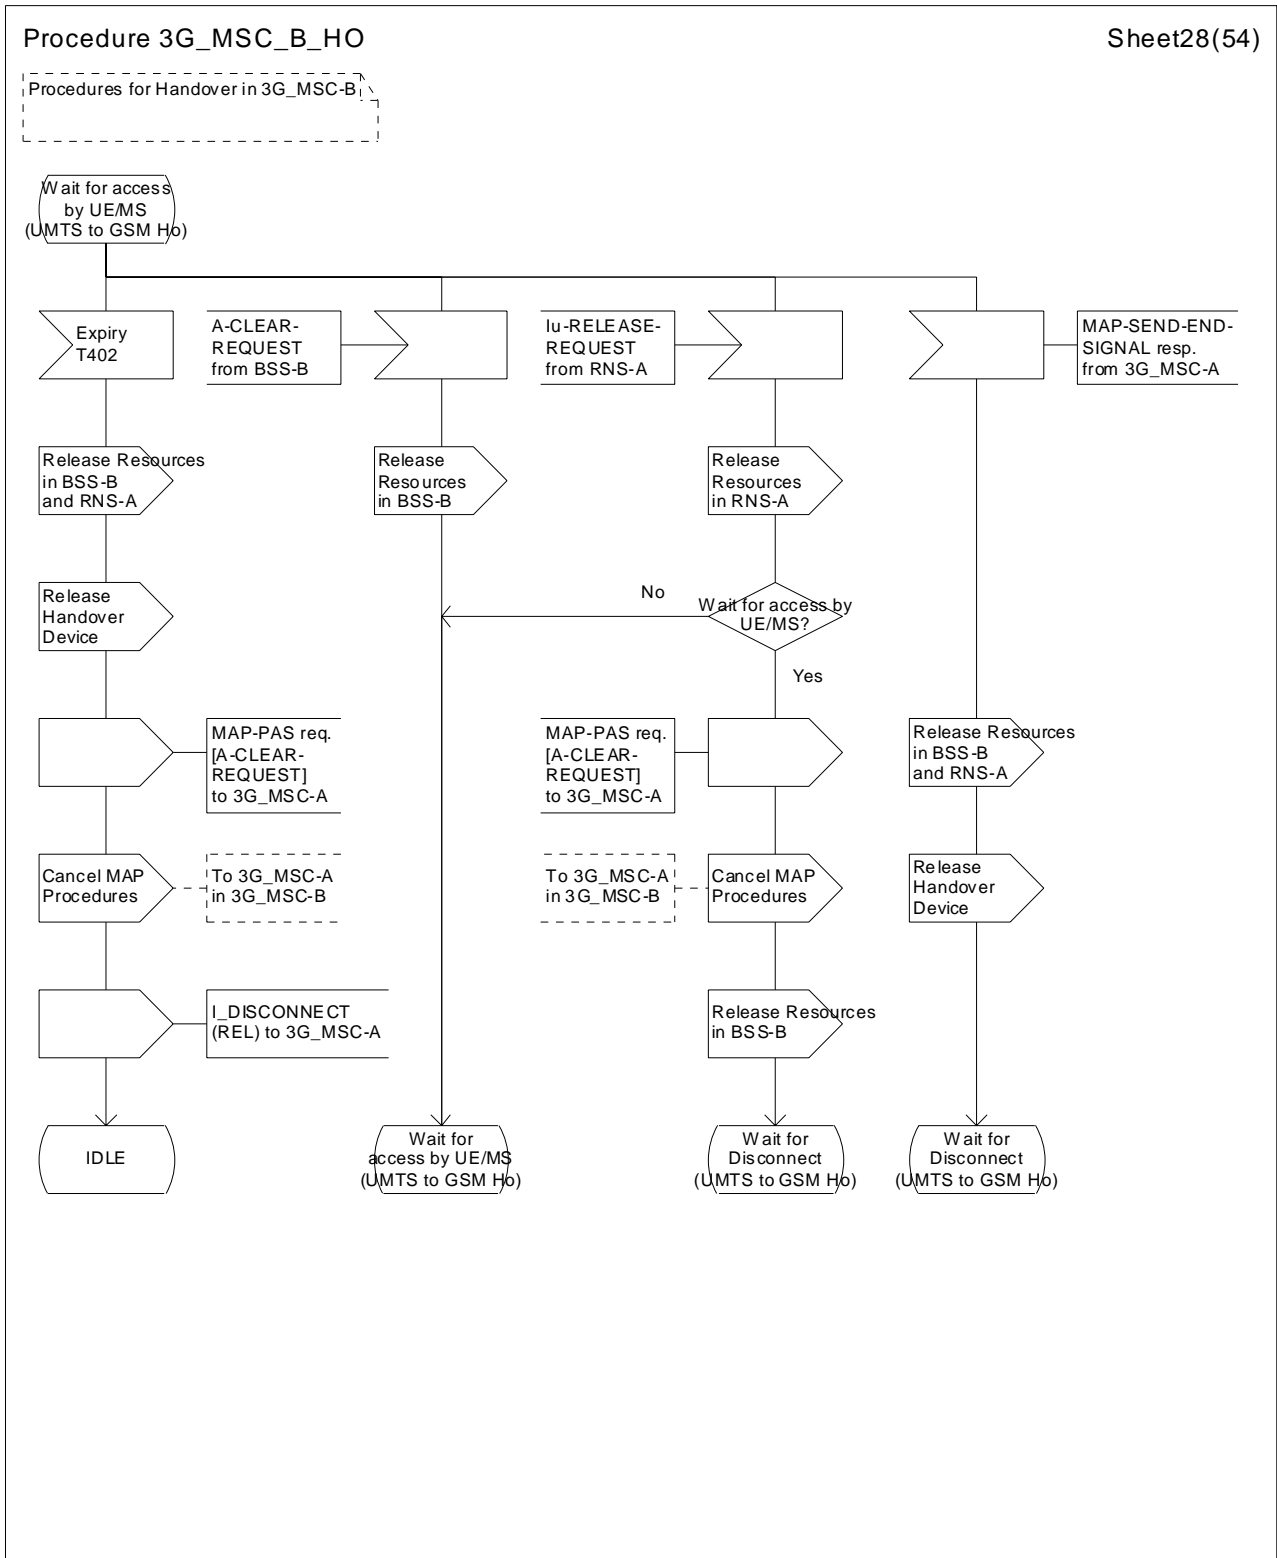 Procedure 3G_MSC_B_HO
Sheet28(54)
Procedures for Handover in 3G_MSC-B
Wait for access
by UE/MS
(UMTS to GSM Ho)
Expiry
T402
A-CLEAR-
REQUEST
from BSS-B
Iu-RELEASE-
REQUEST
from RNS-A
MAP-SEND-END-
SIGNAL resp.
from 3G_MSC-A
Release Resources
in BSS-B
and RNS-A
Release
Resources
in BSS-B
Release
Resources
in RNS-A
Release
Handover
Device
No
Wait for access by
UE/MS?
Yes
MAP-PAS req.
[A-CLEAR-
REQUEST]
to 3G_MSC-A
MAP-PAS req.
[A-CLEAR-
REQUEST]
to 3G_MSC-A
Release Resources
in BSS-B
and RNS-A
Cancel MAP
Procedures
To 3G_MSC-A
in 3G_MSC-B
To 3G_MSC-A
in 3G_MSC-B
Cancel MAP
Procedures
Release
Handover
Device
I_DISCONNECT
(REL) to 3G_MSC-A
Release Resources
in BSS-B
IDLE
Wait for
access by UE/MS
(UMTS to GSM Ho)
Wait for
Disconnect
(UMTS to GSM Ho)
Wait for
Disconnect
(UMTS to GSM Ho)